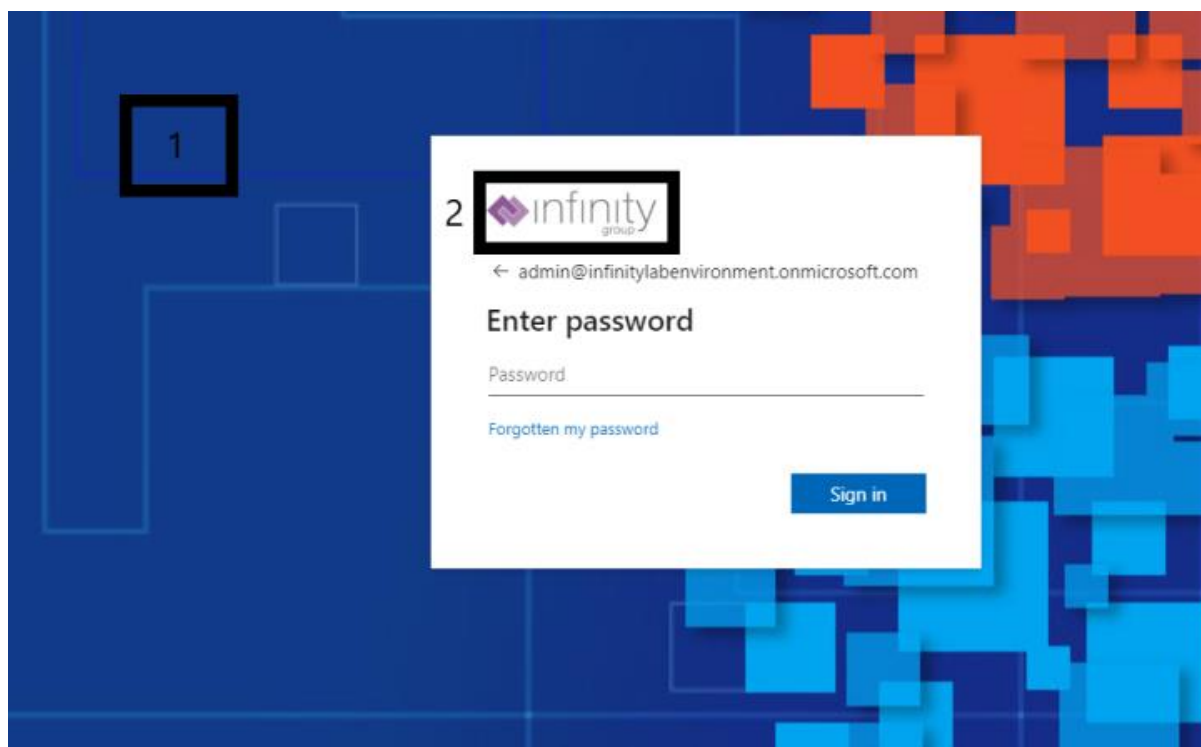 1
2
infinity
group
← admin@infinitylabenvironment.onmicrosoft.com
Enter password
Password
Forgotten my password
Sign in